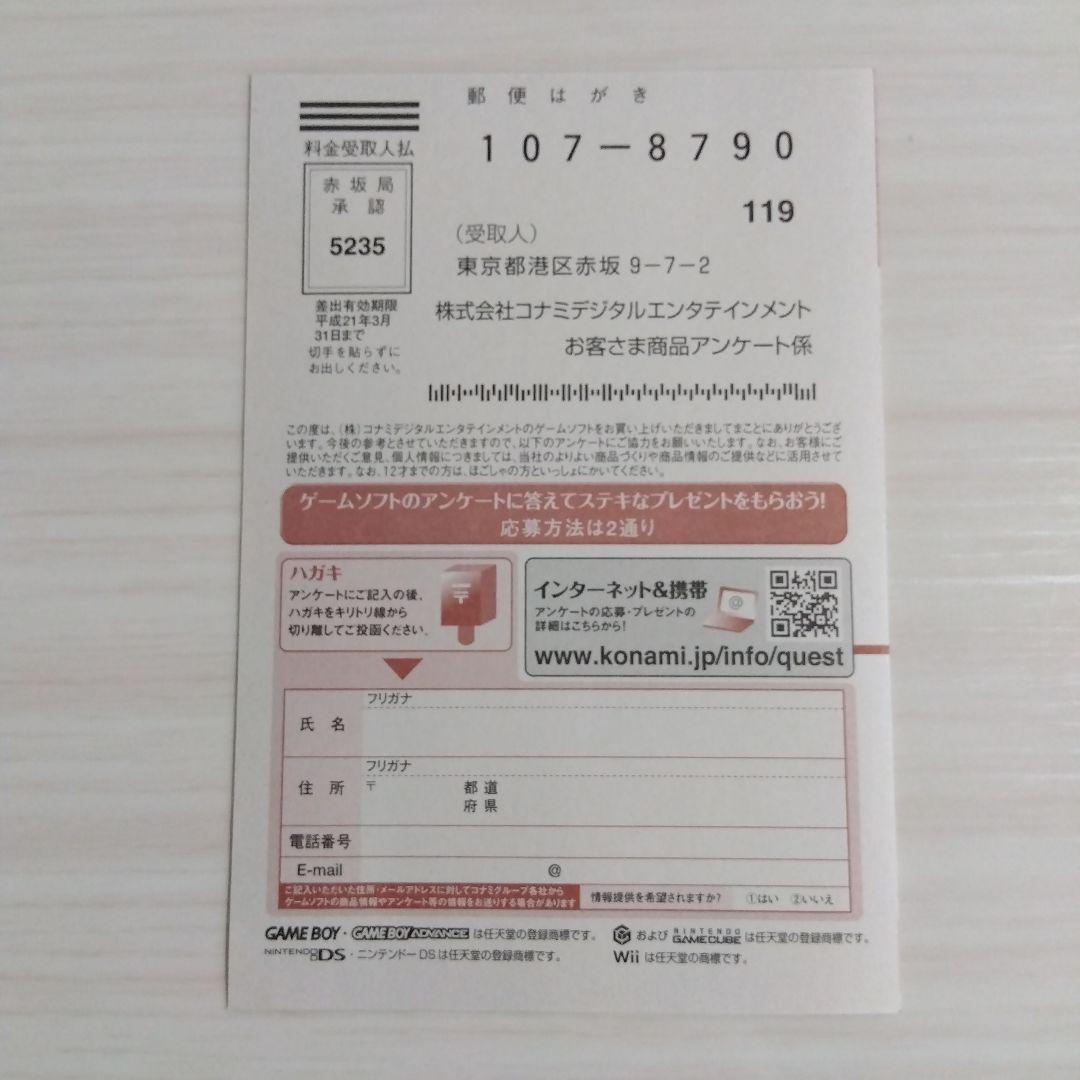 郵便はがき
料金受取人払
赤坂局
承認
5235
差出有効期限
平成21年3月
31日まで
切手を貼らずに
お出しください。
107-8790
119
(受取人)
東京都港区赤坂9-7-2
株式会社コナミデジタルエンタテインメント
お客さま商品アンケート係
この度は、(株)コナミデジタルエンタテインメントのゲームソフトをお買い上げいただきましてまことにありがとうござ
います。今後の参考とさせていただきますので、以下のアンケートにご協力をお願いいたします。なお、お客様にご
提供いただくご意見、個人情報につきましては、当社のよりよい商品づくりや商品情報のご提供などに活用させて
いただきます。なお、12才までの方は、ほごしゃの方といっしょにかいてください。
ゲームソフトのアンケートに答えてステキなプレゼントをもらおう!
応募方法は2通り
ハガキ
アンケートにご記入の後、
ハガキをキリトリ線から
切り離してご投函ください。
〒
インターネット&携帯
アンケートの応募・プレゼントの
詳細はこちらから!
@
www.konami.jp/info/quest
フリガナ
氏名
フリガナ
住所 〒 都道
府県
電話番号
E-mail @
ご記入いただいた住所・メールアドレスに対してコナミグループ各社から
ゲームソフトの商品情報やアンケート等の情報をお送りする場合があります
情報提供を希望されますか? ①はい ②いいえ
GAME BOY・GAME BOY ADVANCE は任天堂の登録商標です。
NINTENDO DS・ニンテンドーDSは任天堂の登録商標です。
および NINTENDO GAMECUBE は任天堂の登録商標です。
Wii は任天堂の商標です。